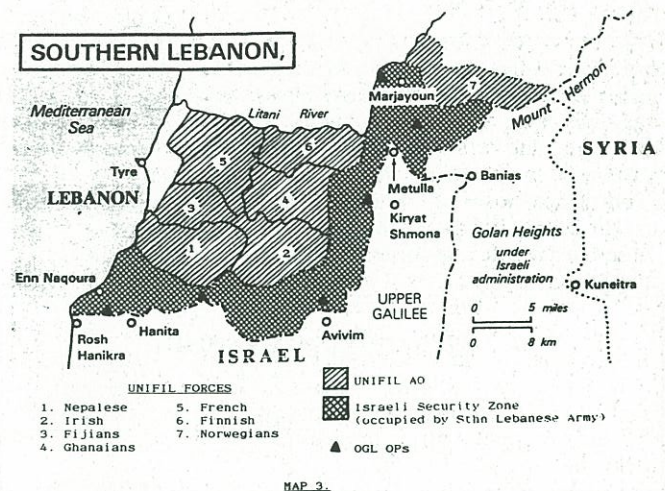 SOUTHERN LEBANON,
Mediterranean
Sea
Litani River
Marjayoun
7
Mount Hermon
SYRIA
6
5
Tyre
LEBANON
4
3
Metulla
Banias
Kiryat
Shmona
1
2
Golan Heights
under
Israeli
administration
Enn Naqoura
Kuneitra
UPPER
GALILEE
0 5 miles
0 8 km
Rosh
Hanikra
Hanita
Avivim
ISRAEL
UNIFIL FORCES
1. Nepalese
2. Irish
3. Fijians
4. Ghanaians
5. French
6. Finnish
7. Norwegians
UNIFIL AO
Israeli Security Zone
(occupied by Sthn Lebanese Army)
OGL OPs
MAP 3.